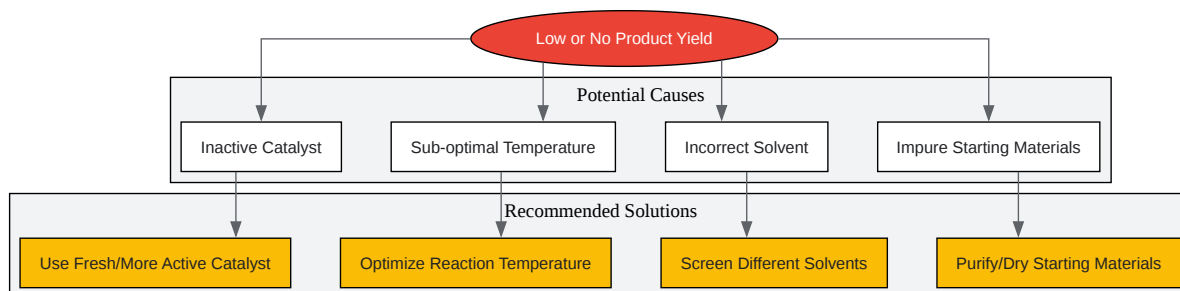 Low or No Product Yield
Potential Causes
Inactive Catalyst
Sub-optimal Temperature
Incorrect Solvent
Impure Starting Materials
Recommended Solutions
Use Fresh/More Active Catalyst
Optimize Reaction Temperature
Screen Different Solvents
Purify/Dry Starting Materials